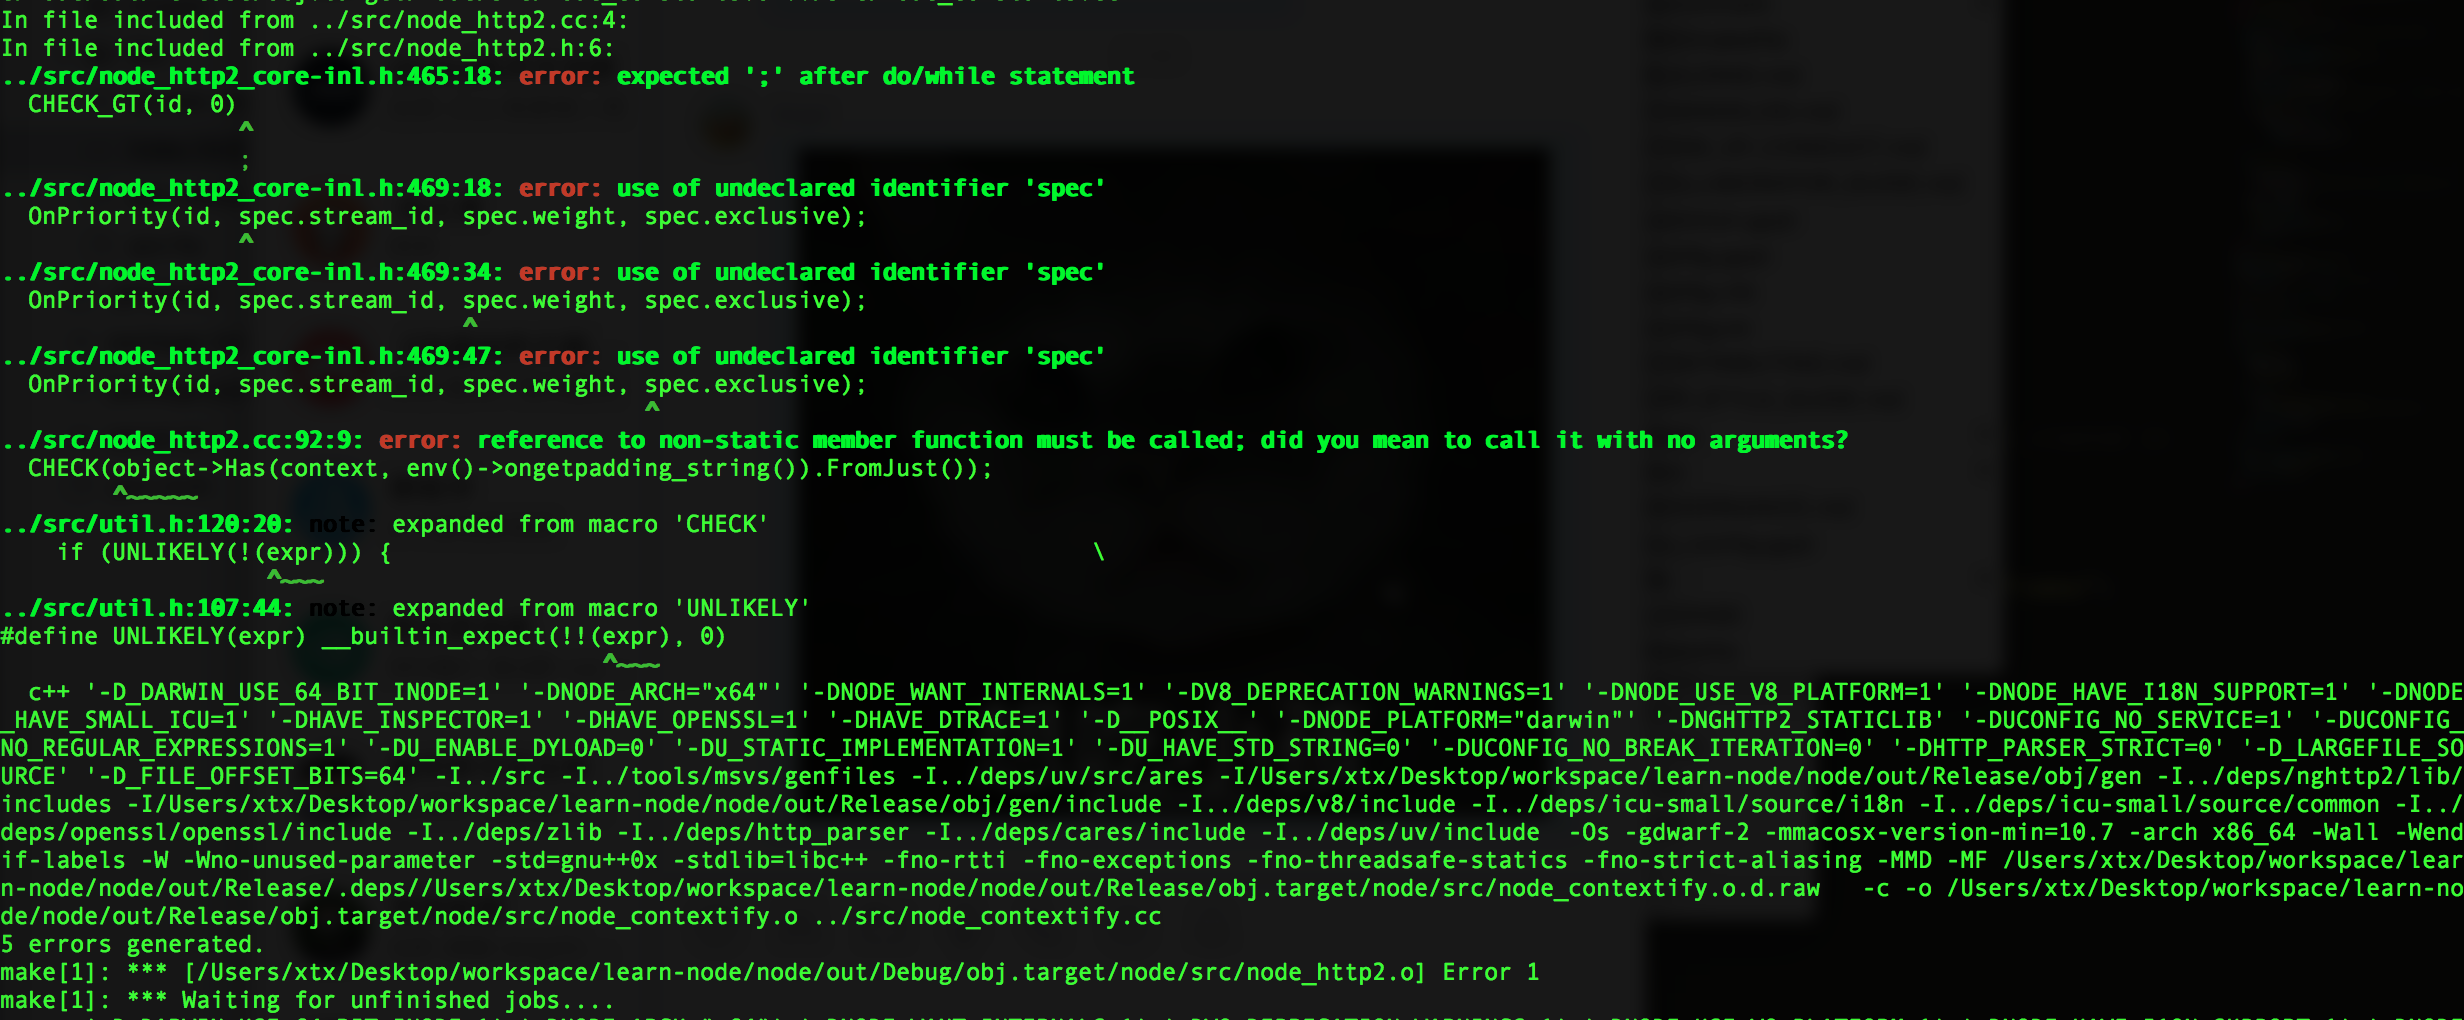 In file included from ../src/node_http2.cc:4:
In file included from ../src/node_http2.h:6:
../src/node_http2_core-inl.h:465:18: error: expected ';' after do/while statement
  CHECK_GT(id, 0)
                 ^
                 ;
../src/node_http2_core-inl.h:469:18: error: use of undeclared identifier 'spec'
  OnPriority(id, spec.stream_id, spec.weight, spec.exclusive);
                 ^
../src/node_http2_core-inl.h:469:34: error: use of undeclared identifier 'spec'
  OnPriority(id, spec.stream_id, spec.weight, spec.exclusive);
                                 ^
../src/node_http2_core-inl.h:469:47: error: use of undeclared identifier 'spec'
  OnPriority(id, spec.stream_id, spec.weight, spec.exclusive);
                                              ^
../src/node_http2.cc:92:9: error: reference to non-static member function must be called; did you mean to call it with no arguments?
  CHECK(object->Has(context, env()->ongetpadding_string()).FromJust());
        ^~~~~~
../src/util.h:120:20: note: expanded from macro 'CHECK'
    if (UNLIKELY(!(expr))) {                                                  \
                   ^~~~
../src/util.h:107:44: note: expanded from macro 'UNLIKELY'
#define UNLIKELY(expr) __builtin_expect(!!(expr), 0)
                                           ^~~~
  c++ '-D_DARWIN_USE_64_BIT_INODE=1' '-DNODE_ARCH="x64"' '-DNODE_WANT_INTERNALS=1' '-DV8_DEPRECATION_WARNINGS=1' '-DNODE_USE_V8_PLATFORM=1' '-DNODE_HAVE_I18N_SUPPORT=1' '-DNODE
_HAVE_SMALL_ICU=1' '-DHAVE_INSPECTOR=1' '-DHAVE_OPENSSL=1' '-DHAVE_DTRACE=1' '-D__POSIX__' '-DNODE_PLATFORM="darwin"' '-DNGHTTP2_STATICLIB' '-DUCONFIG_NO_SERVICE=1' '-DUCONFIG_
NO_REGULAR_EXPRESSIONS=1' '-DU_ENABLE_DYLOAD=0' '-DU_STATIC_IMPLEMENTATION=1' '-DU_HAVE_STD_STRING=0' '-DUCONFIG_NO_BREAK_ITERATION=0' '-DHTTP_PARSER_STRICT=0' '-D_LARGEFILE_SO
URCE' '-D_FILE_OFFSET_BITS=64' -I../src -I../tools/msvs/genfiles -I../deps/uv/src/ares -I/Users/xtx/Desktop/workspace/learn-node/node/out/Release/obj/gen -I../deps/nghttp2/lib/
includes -I/Users/xtx/Desktop/workspace/learn-node/node/out/Release/obj/gen/include -I../deps/v8/include -I../deps/icu-small/source/i18n -I../deps/icu-small/source/common -I../
deps/openssl/openssl/include -I../deps/zlib -I../deps/http_parser -I../deps/cares/include -I../deps/uv/include  -Os -gdwarf-2 -mmacosx-version-min=10.7 -arch x86_64 -Wall -Wend
if-labels -W -Wno-unused-parameter -std=gnu++0x -stdlib=libc++ -fno-rtti -fno-exceptions -fno-threadsafe-statics -fno-strict-aliasing -MMD -MF /Users/xtx/Desktop/workspace/lear
n-node/node/out/Release/.deps//Users/xtx/Desktop/workspace/learn-node/node/out/Release/obj.target/node/src/node_contextify.o.d.raw   -c -o /Users/xtx/Desktop/workspace/learn-no
de/node/out/Release/obj.target/node/src/node_contextify.o ../src/node_contextify.cc
5 errors generated.
make[1]: *** [/Users/xtx/Desktop/workspace/learn-node/node/out/Debug/obj.target/node/src/node_http2.o] Error 1
make[1]: *** Waiting for unfinished jobs....